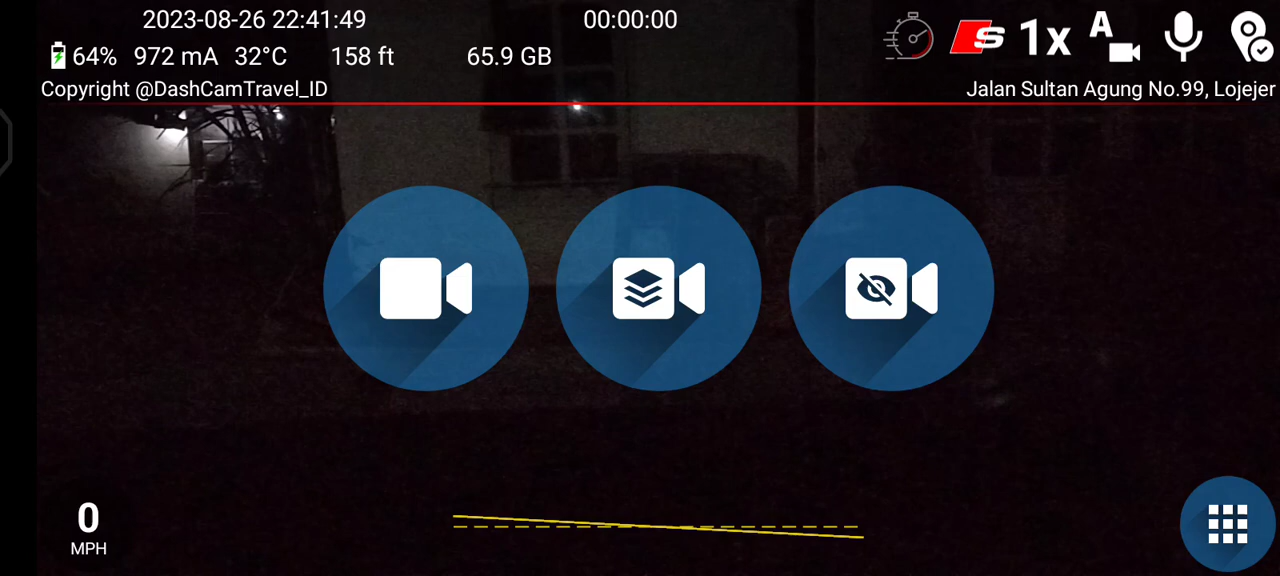 2023-08-26 22:41:49
00:00:00
64% 972 mA 32°C 158 ft 65.9 GB
S 1x A
Copyright @DashCamTravel_ID
Jalan Sultan Agung No.99, Lojejer
0
MPH